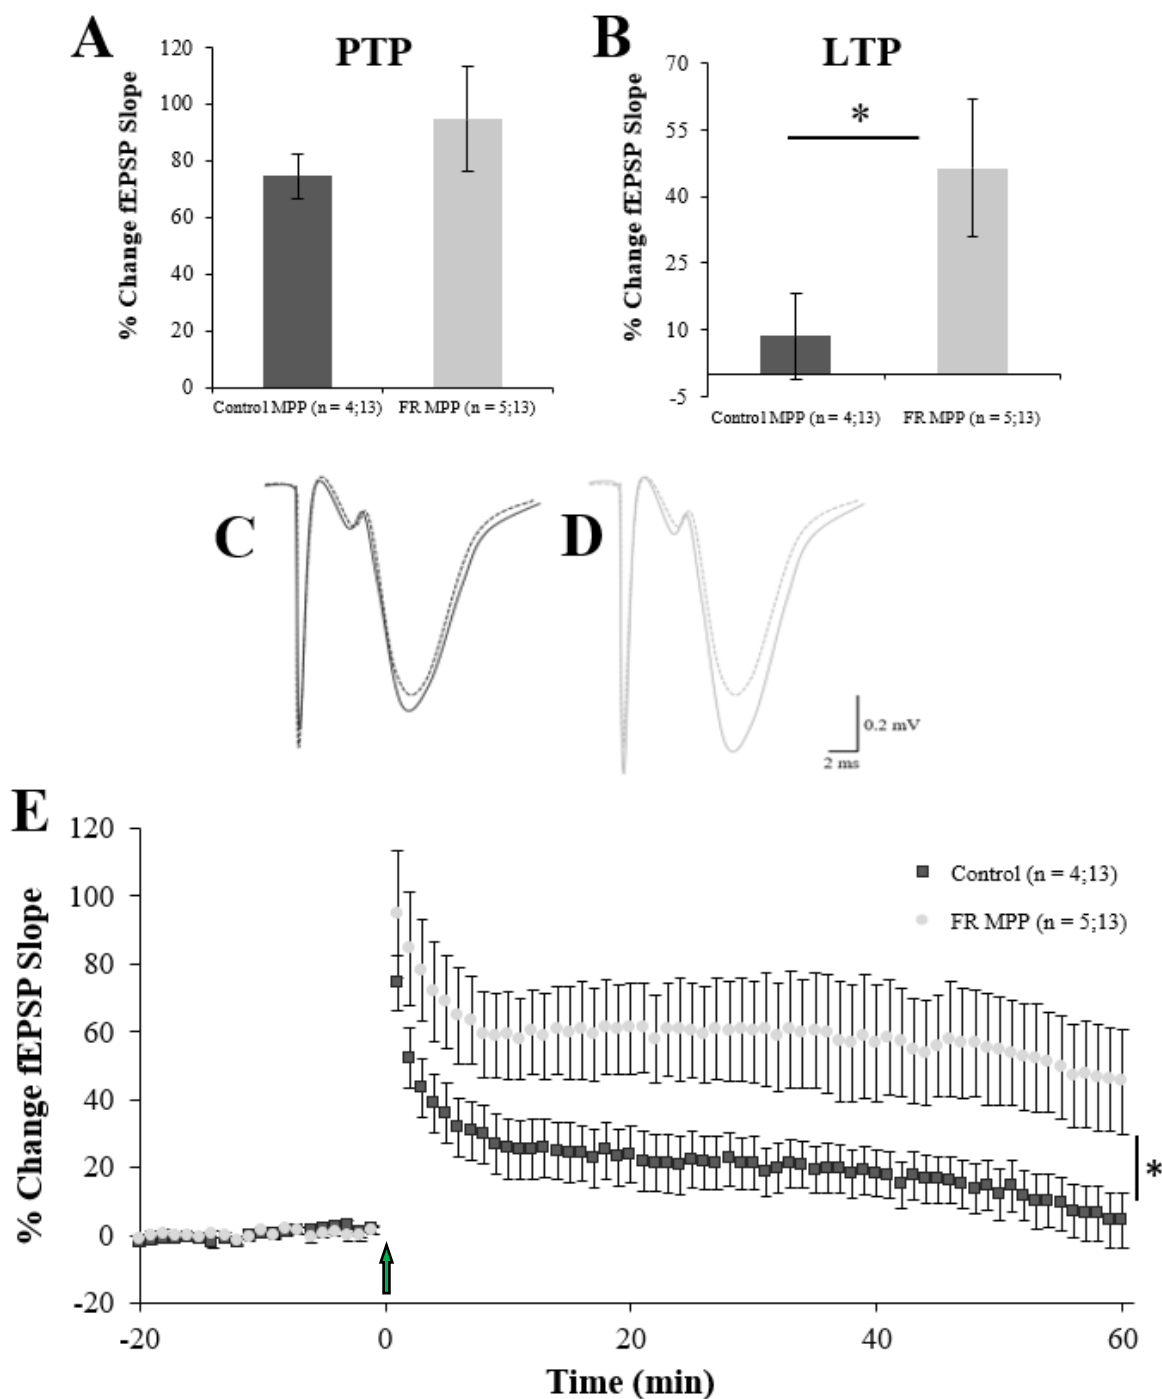 A
PTP
120
100
80
60
40
20
0
% Change fEPSP Slope
Control MPP (n = 4;13)
FR MPP (n = 5;13)
B
LTP
70
55
40
25
10
-5
% Change fEPSP Slope
*
Control MPP (n = 4;13)
FR MPP (n = 5;13)
C
D
0.2 mV
2 ms
E
120
100
80
60
40
20
0
-20
% Change fEPSP Slope
Control (n = 4;13)
FR MPP (n = 5;13)
*
-20
0
20
40
60
Time (min)